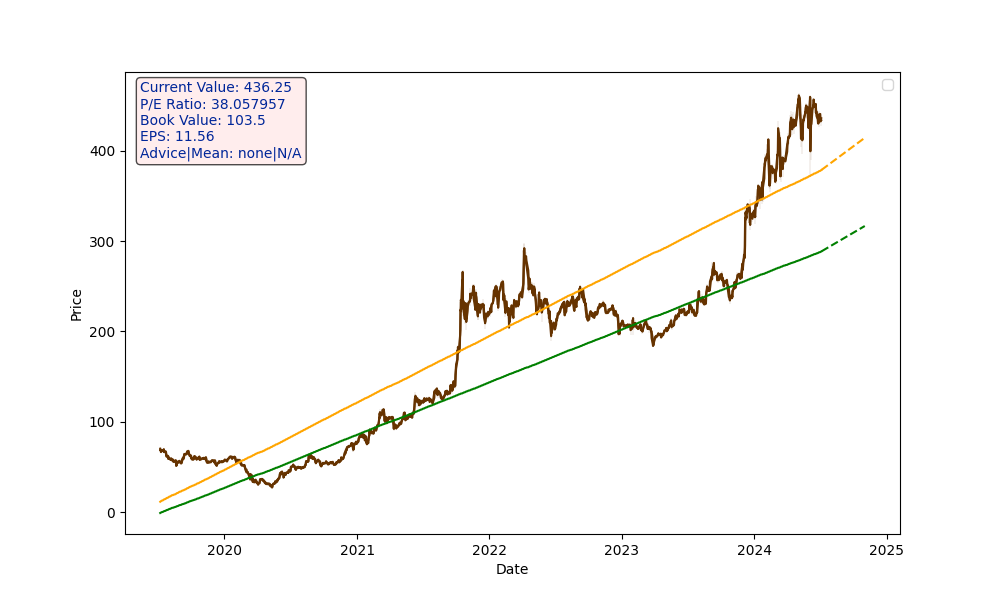 Current Value: 436.25
P/E Ratio: 38.057957
Book Value: 103.5
EPS: 11.56
Advice|Mean: none|N/A
400
300
200
100
0
Price
2020 2021 2022 2023 2024 2025
Date